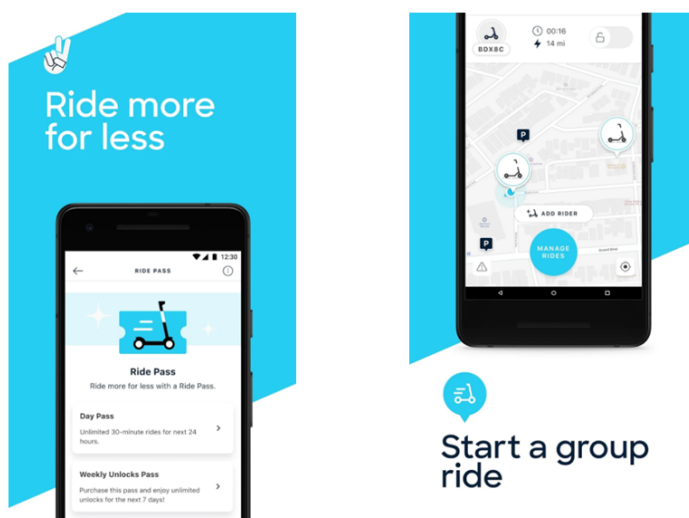 Ride more
for less
12:30
RIDE PASS
Ride Pass
Ride more for less with a Ride Pass.
Day Pass
Unlimited 30-minute rides for next 24
hours.
Weekly Unlocks Pass
Purchase this pass and enjoy unlimited
unlocks for the next 7 days!
BDX8C
00:16
14 mi
P
P
ADD RIDER
MANAGE
RIDES
Start a group
ride